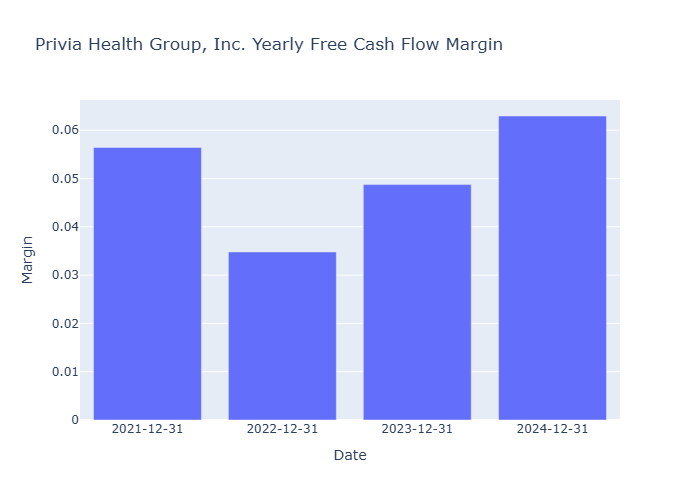 Privia Health Group, Inc. Yearly Free Cash Flow Margin
0.06
0.05
0.04
0.03
0.02
0.01
0
Margin
2021-12-31 2022-12-31 2023-12-31 2024-12-31
Date